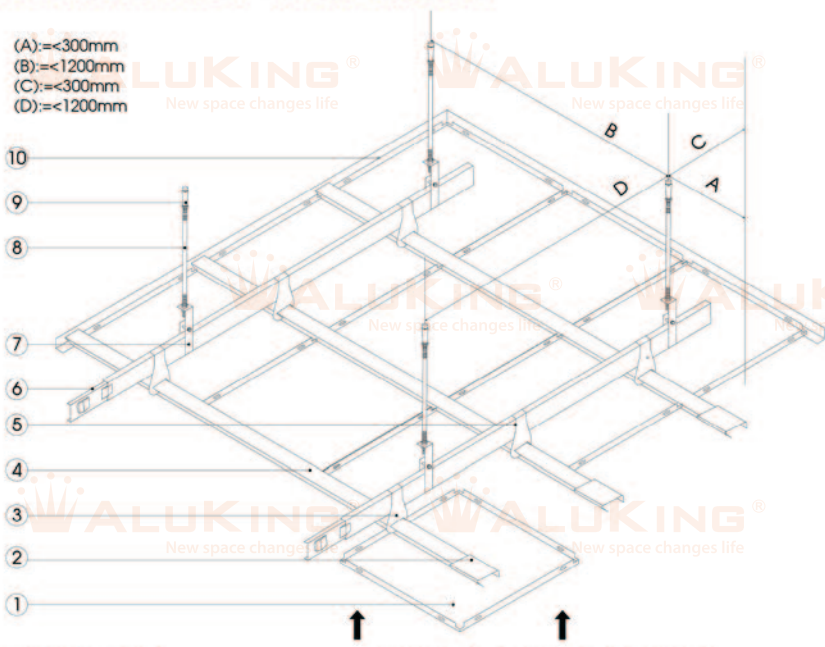 (A):=<300mm
(B):=<1200mm
(C):=<300mm
(D):=<1200mm
ALUKING®
New space changes life
ALUKING®
New space changes life
B
C
D
A
10
9
8
7
6
5
4
3
2
1
ALUKING®
New space changes life
ALUK
ALUKING®
New space changes life
ALUKING®
New space changes life